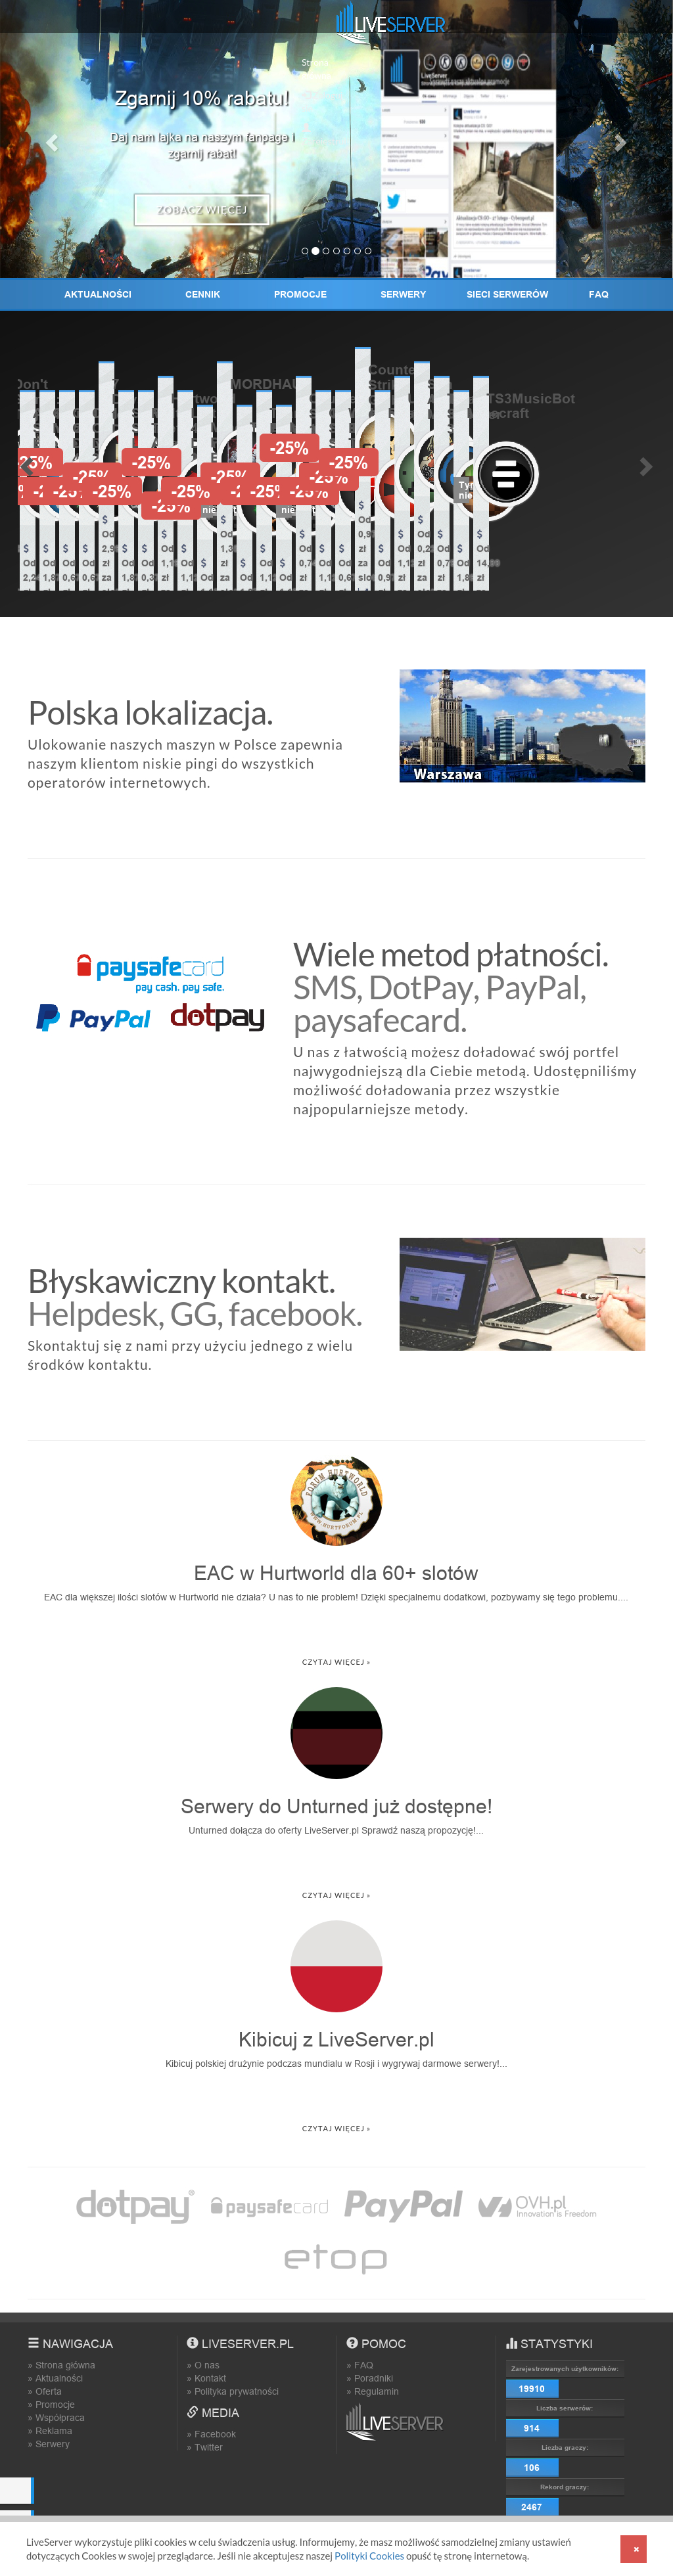 LIVESERVER
Zgarnij 10% rabatu!
Daj nam lajka na naszym fanpage i
zgarnij rabat!
ZOBACZ WIĘCEJ
AKTUALNOŚCI CENNIK PROMOCJE SERWERY SIECI SERWERÓW FAQ
MORDHAU
TS3MusicBot
-25%
-25%
-25%
-25%
-25%
Polska lokalizacja.
Ulokowanie naszych maszyn w Polsce zapewnia
naszym klientom niskie pingi do wszystkich
operatorów internetowych.
Warszawa
paysafecard
pay cash. pay safe.
PayPal dotpay
Wiele metod płatności.
SMS, DotPay, PayPal,
paysafecard.
U nas z łatwością możesz doładować swój portfel
najwygodniejszą dla Ciebie metodą. Udostępniliśmy
możliwość doładowania przez wszystkie
najpopularniejsze metody.
Błyskawiczny kontakt.
Helpdesk, GG, facebook.
Skontaktuj się z nami przy użyciu jednego z wielu
środków kontaktu.
FORUM HURTWORLD
EAC w Hurtworld dla 60+ slotów
EAC dla większej ilości slotów w Hurtworld nie działa? U nas to nie problem! Dzięki specjalnemu dodatkowi, pozbywamy się tego problemu....
CZYTAJ WIĘCEJ »
Serwery do Unturned już dostępne!
Unturned dołącza do oferty LiveServer.pl Sprawdź naszą propozycję!...
CZYTAJ WIĘCEJ »
Kibicuj z LiveServer.pl
Kibicuj polskiej drużynie podczas mundialu w Rosji i wygrywaj darmowe serwery!...
CZYTAJ WIĘCEJ »
dotpay® paysafecard PayPal OVH.pl
Innovation is Freedom
etop
NAWIGACJA
» Strona główna
» Aktualności
» Oferta
» Promocje
» Współpraca
» Reklama
» Serwery
LIVESERVER.PL
» O nas
» Kontakt
» Polityka prywatności
MEDIA
» Facebook
» Twitter
POMOC
» FAQ
» Poradniki
» Regulamin
LIVESERVER
STATYSTYKI
Zarejestrowanych użytkowników:
19910
Liczba serwerów:
914
Liczba graczy:
106
Rekord graczy:
2467
LiveServer wykorzystuje pliki cookies w celu świadczenia usług. Informujemy, że masz możliwość samodzielnej zmiany ustawień
dotyczących Cookies w swojej przeglądarce. Jeśli nie akceptujesz naszej Polityki Cookies opuść tę stronę internetową.